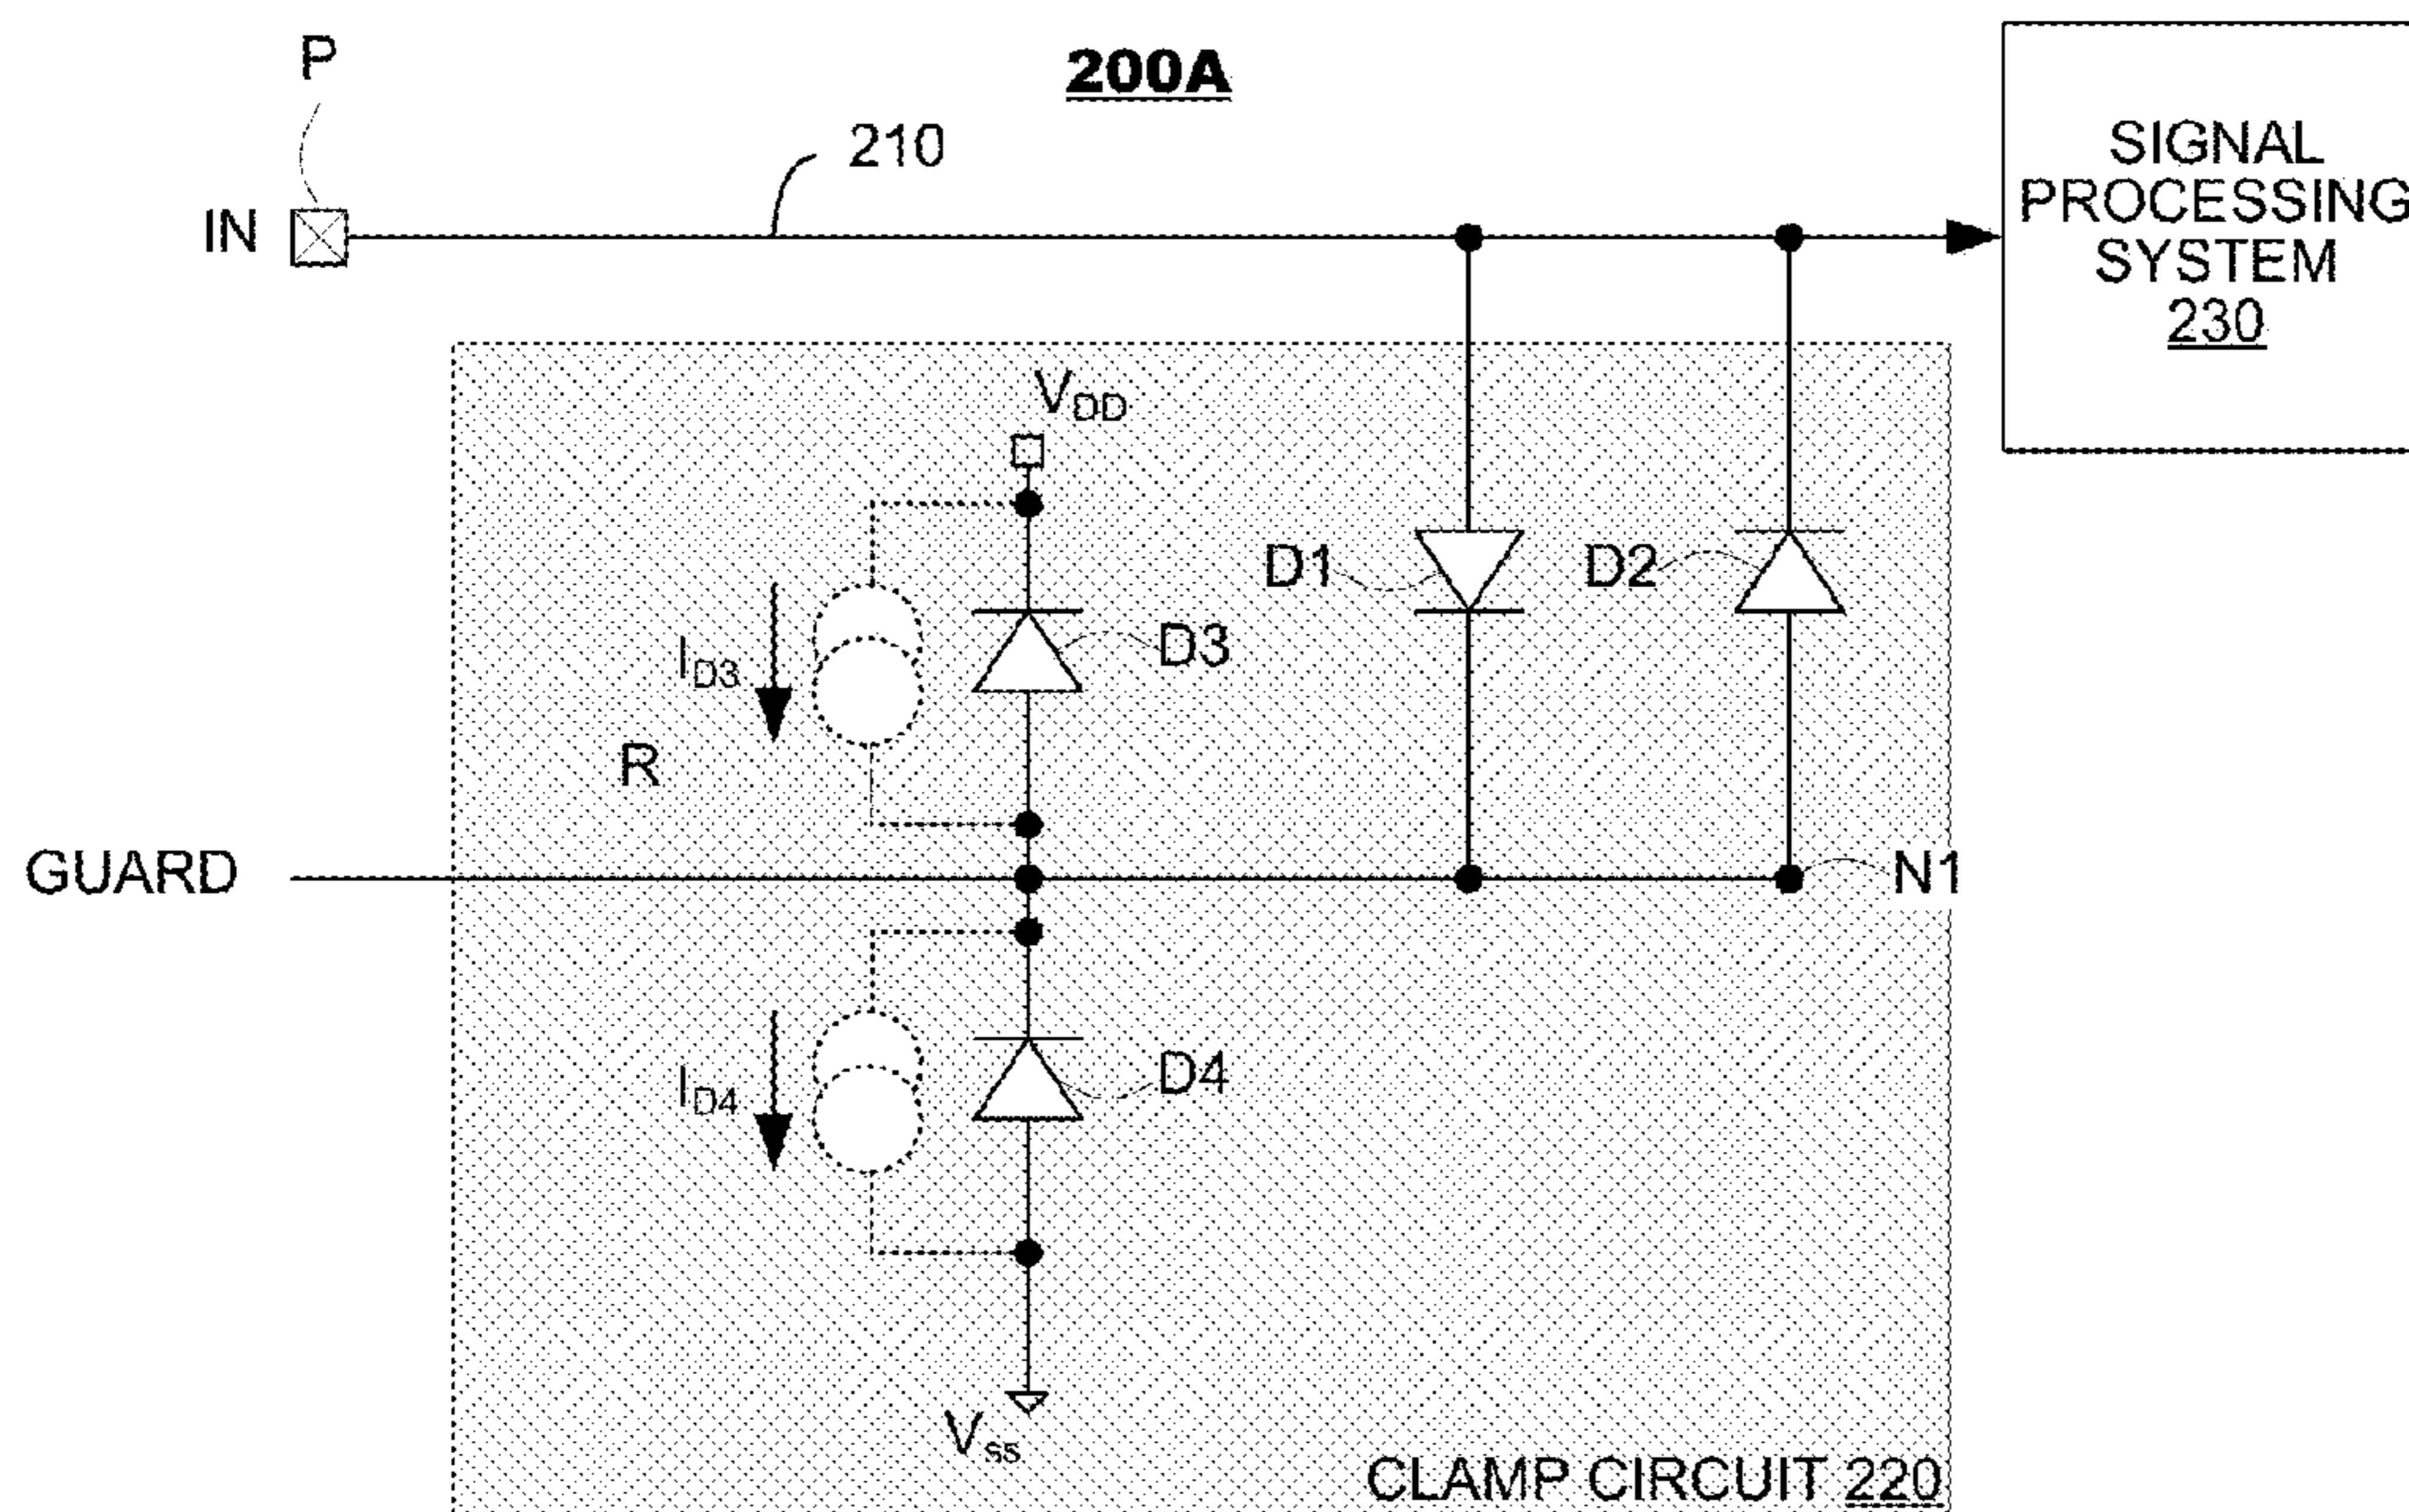 P
200A
210
IN
SIGNAL
PROCESSING
SYSTEM
230
VDD
D1
D2
ID3
D3
R
GUARD
N1
ID4
D4
Vss
CLAMP CIRCUIT 220